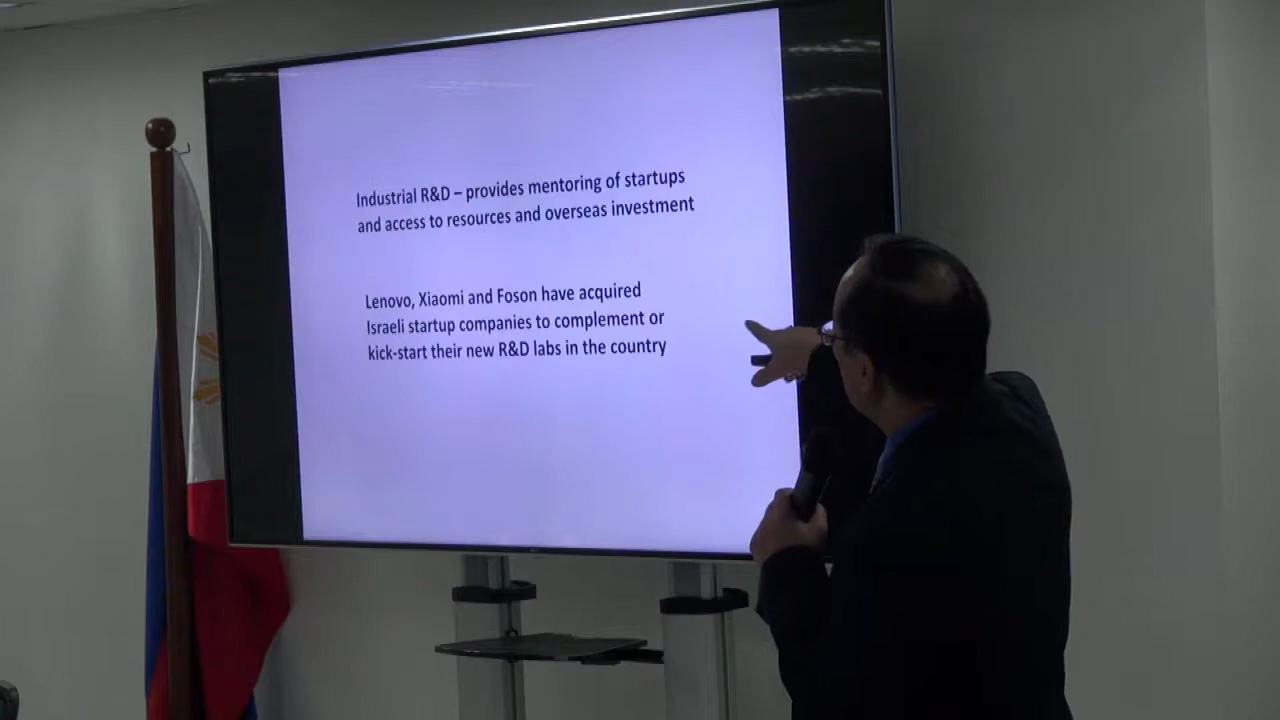 Industrial R&D – provides mentoring of startups
and access to resources and overseas investment
Lenovo, Xiaomi and Foson have acquired
Israeli startup companies to complement or
kick-start their new R&D labs in the country